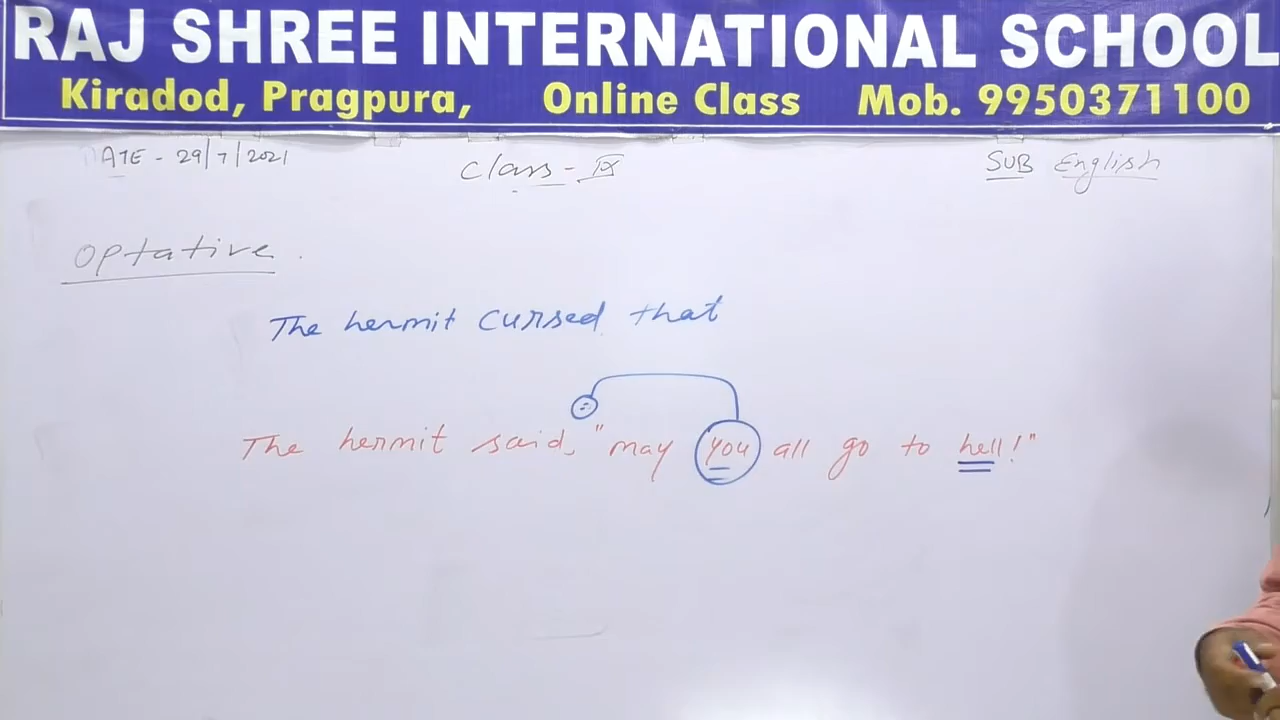 RAJ SHREE INTERNATIONAL SCHOOL
Kiradod, Pragpura, Online Class Mob. 9950371100
DATE - 29/7/2021 Class - IX SUB English
Optative.
The hermit cursed that
The hermit said, "may you all go to hell!"